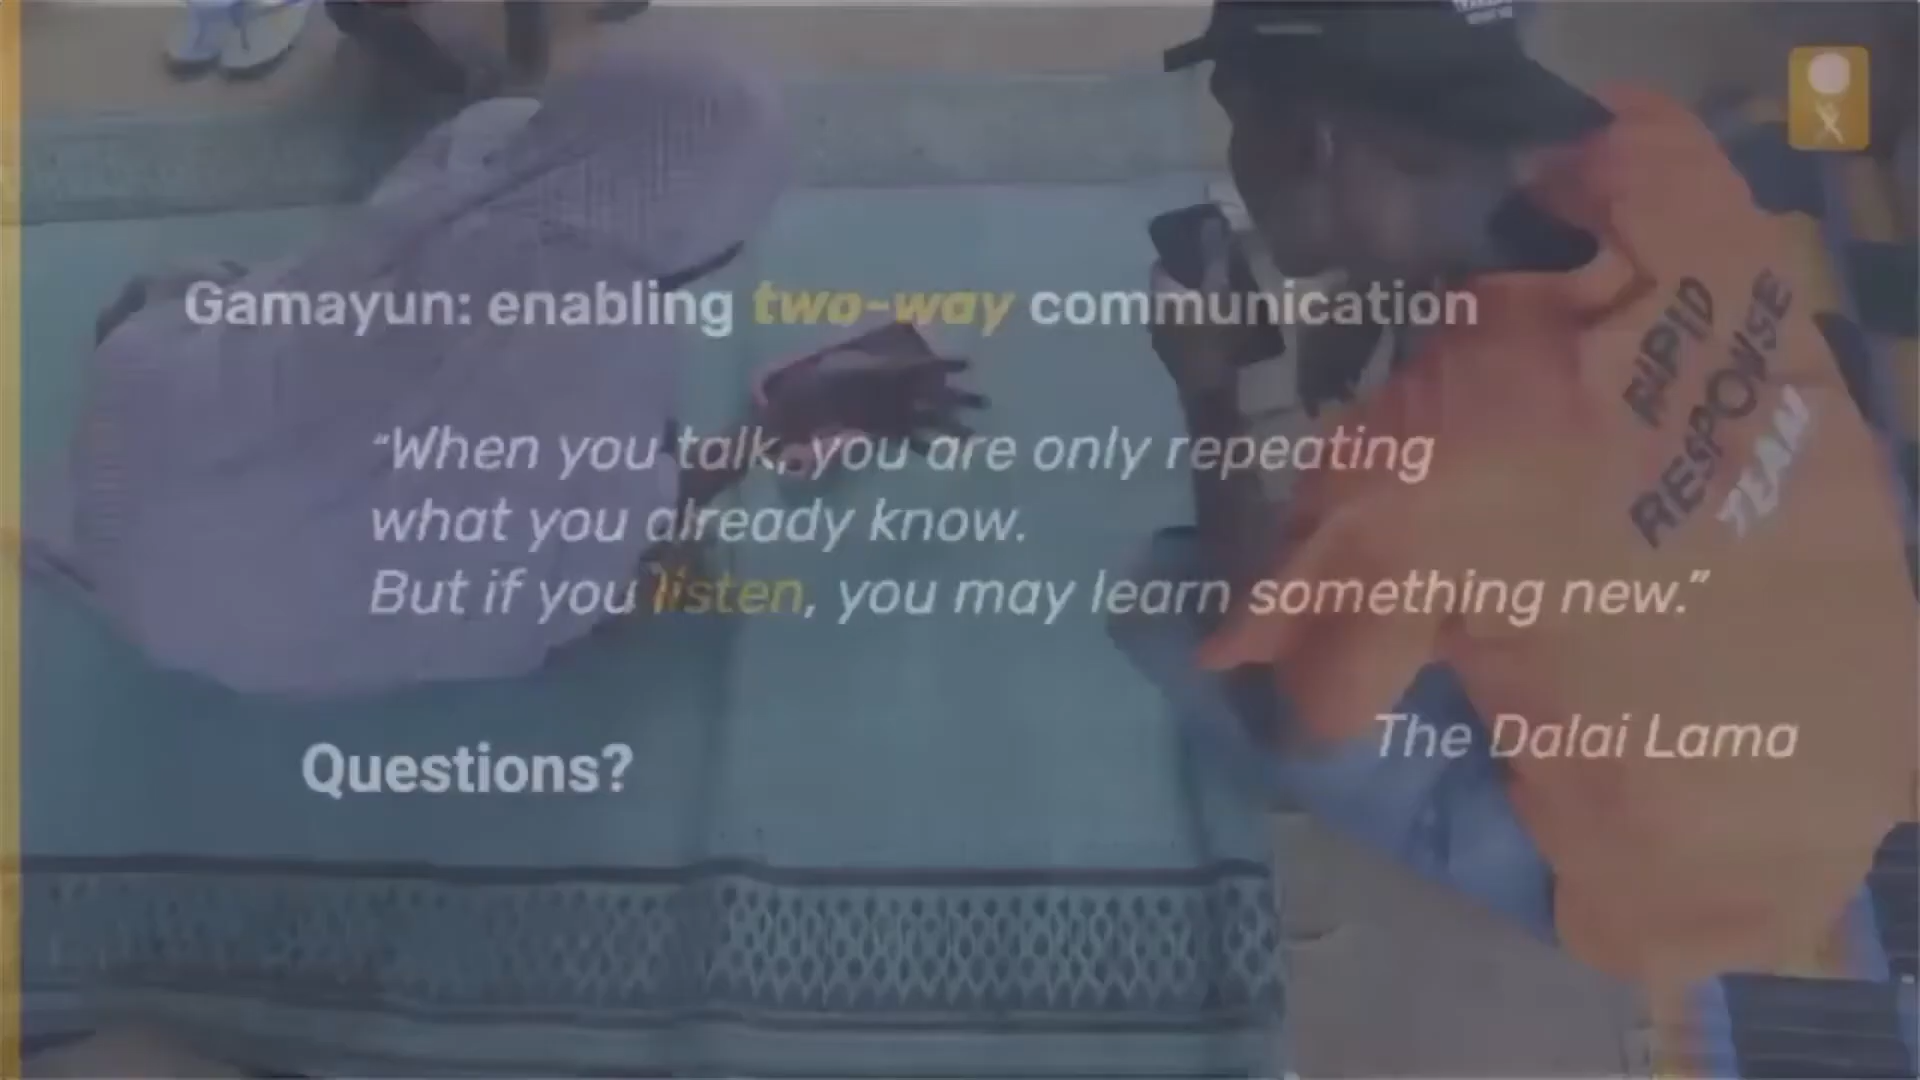 Gamayun: enabling two-way communication
“When you talk, you are only repeating
what you already know.
But if you listen, you may learn something new.”
The Dalai Lama
Questions?
RAPID
RESPONSE
TEAM